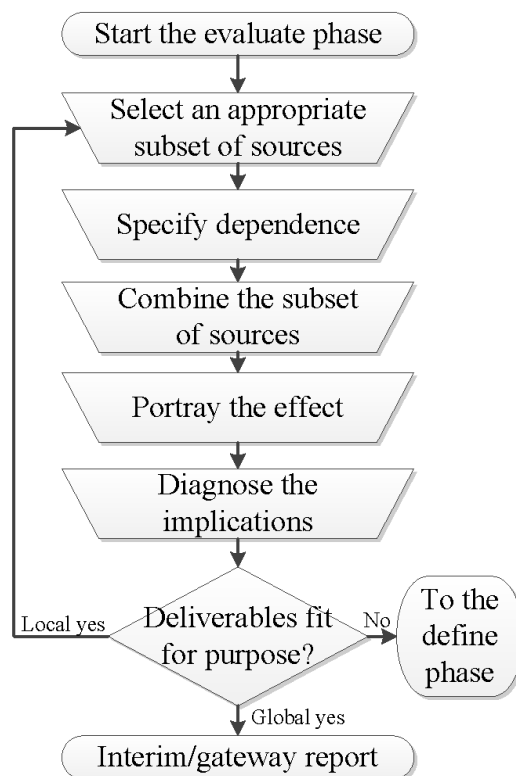 Start the evaluate phase
Select an appropriate
subset of sources
Specify dependence
Combine the subset
of sources
Portray the effect
Diagnose the
implications
Deliverables fit
for purpose?
Local yes
No
To the
define
phase
Global yes
Interim/gateway report